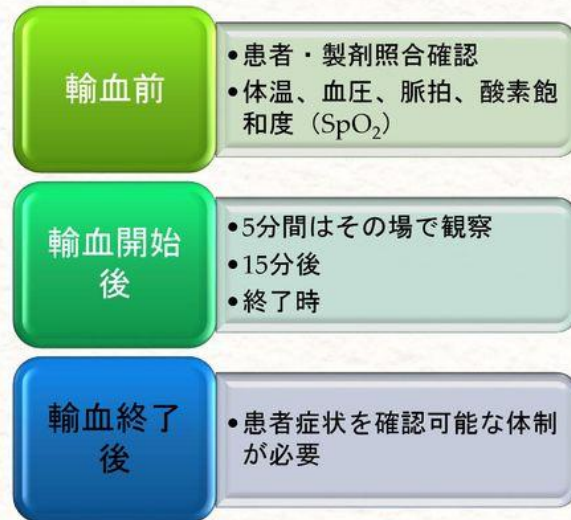 輸血前
•患者・製剤照合確認
•体温、血圧、脈拍、酸素飽
和度（SpO₂）
輸血開始
後
•5分間はその場で観察
•15分後
•終了時
輸血終了
後
•患者症状を確認可能な体制
が必要